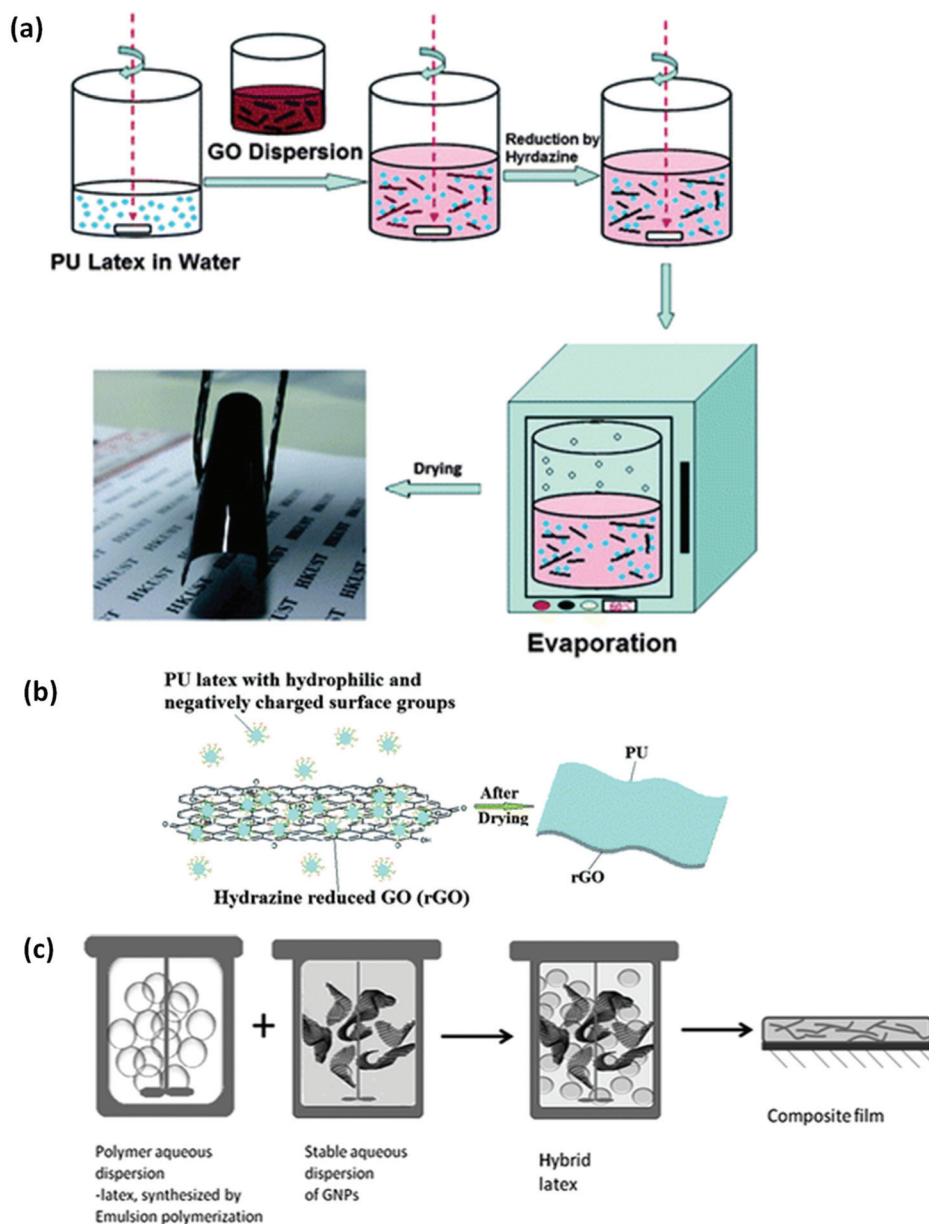 (a)
GO Dispersion
Reduction by
Hyrdazine
PU Latex in Water
Drying
HKUST
60°C
Evaporation
(b)
PU latex with hydrophilic and
negatively charged surface groups
PU
After
Drying
rGO
Hydrazine reduced GO (rGO)
(c)
+
Polymer aqueous
dispersion
-latex, synthesized by
Emulsion polymerization
Stable aqueous
dispersion
of GNPs
Hybrid
latex
Composite film